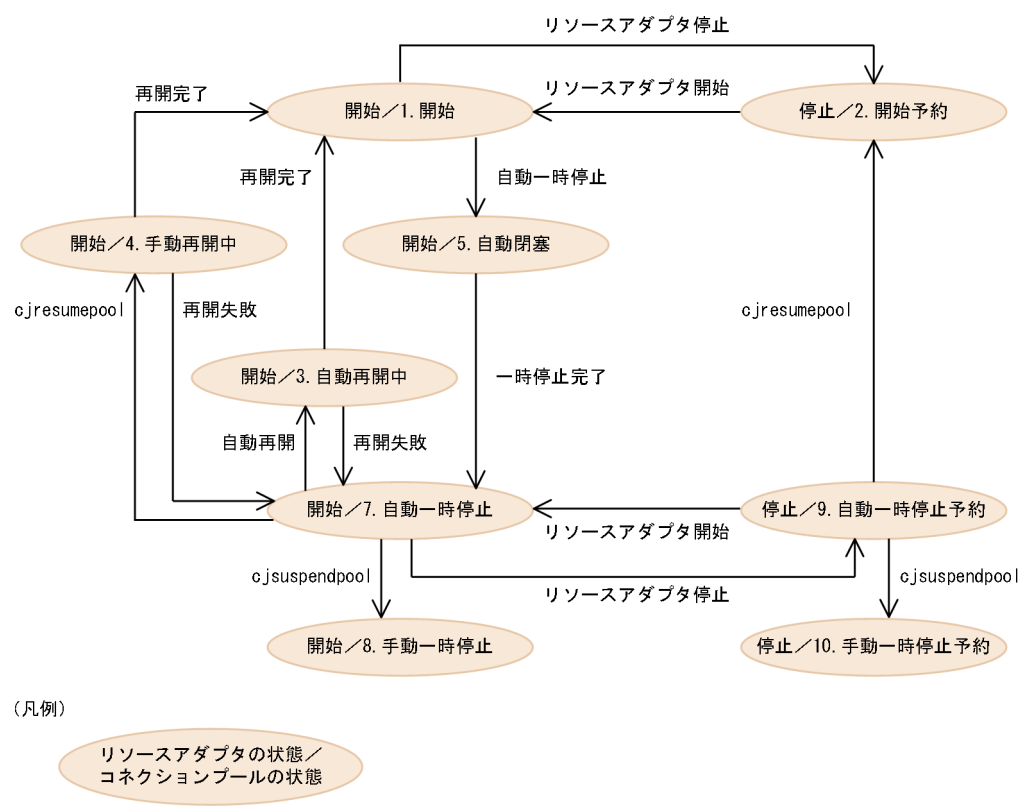 リソースアダプタ停止
再開完了
リソースアダプタ開始
開始／1.開始
停止／2.開始予約
再開完了
自動一時停止
開始／4.手動再開中
開始／5.自動閉塞
cjresumepool
再開失敗
cjresumepool
開始／3.自動再開中
一時停止完了
自動再開
再開失敗
開始／7.自動一時停止
停止／9.自動一時停止予約
リソースアダプタ開始
cjsuspendpool
cjsuspendpool
リソースアダプタ停止
開始／8.手動一時停止
停止／10.手動一時停止予約
（凡例）
リソースアダプタの状態／
コネクションプールの状態